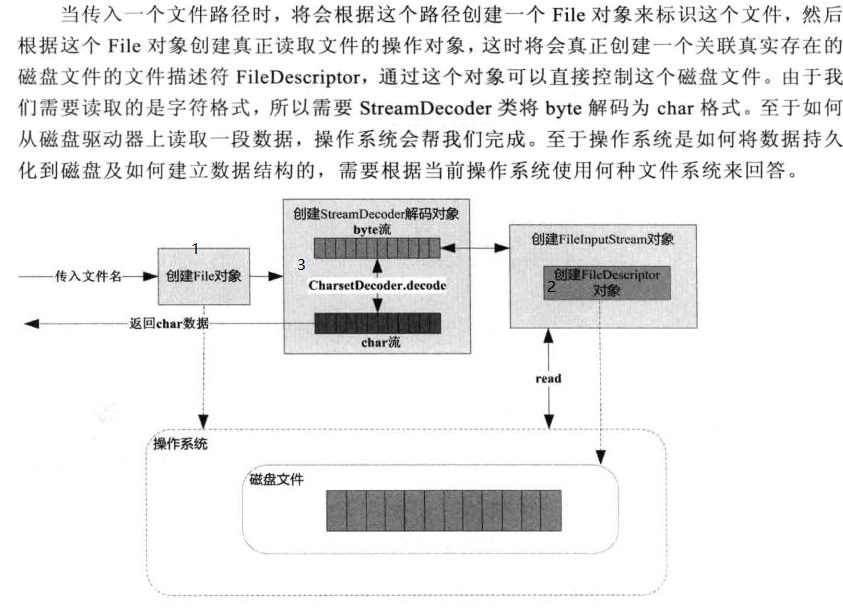 当传入一个文件路径时，将会根据这个路径创建一个 File 对象来标识这个文件，然后
根据这个 File 对象创建真正读取文件的操作对象，这时将会真正创建一个关联真实存在的
磁盘文件的文件描述符 FileDescriptor，通过这个对象可以直接控制这个磁盘文件。由于我
们需要读取的是字符格式，所以需要 StreamDecoder 类将 byte 解码为 char 格式。至于如何
从磁盘驱动器上读取一段数据，操作系统会帮我们完成。至于操作系统是如何将数据持久
化到磁盘及如何建立数据结构的，需要根据当前操作系统使用何种文件系统来回答。
创建StreamDecoder解码对象
byte流
1
3
创建FileInputStream对象
传入文件名
创建File对象
CharsetDecoder.decode
创建FileDescriptor
2
对象
返回char数据
char流
read
操作系统
磁盘文件